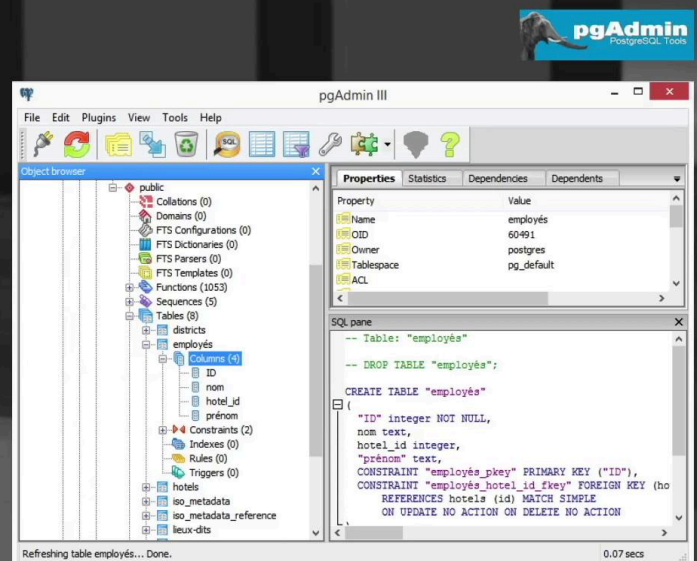 pgAdmin
PostgreSQL Tools
pgAdmin III
File Edit Plugins View Tools Help
SQL
Object browser
public
Collations (0)
Domains (0)
FTS Configurations (0)
FTS Dictionaries (0)
FTS Parsers (0)
FTS Templates (0)
Functions (1053)
Sequences (5)
Tables (8)
districts
employés
Columns (4)
ID
nom
hotel_id
prénom
Constraints (2)
Indexes (0)
Rules (0)
Triggers (0)
hotels
iso_metadata
iso_metadata_reference
lieux-dits
Properties Statistics Dependencies Dependents
Property Value
Name employés
OID 60491
Owner postgres
Tablespace pg_default
ACL
SQL pane
-- Table: "employés"
-- DROP TABLE "employés";
CREATE TABLE "employés"
(
"ID" integer NOT NULL,
nom text,
hotel_id integer,
"prénom" text,
CONSTRAINT "employés_pkey" PRIMARY KEY ("ID"),
CONSTRAINT "employés_hotel_id_fkey" FOREIGN KEY (ho
REFERENCES hotels (id) MATCH SIMPLE
ON UPDATE NO ACTION ON DELETE NO ACTION
Refreshing table employés... Done. 0.07 secs